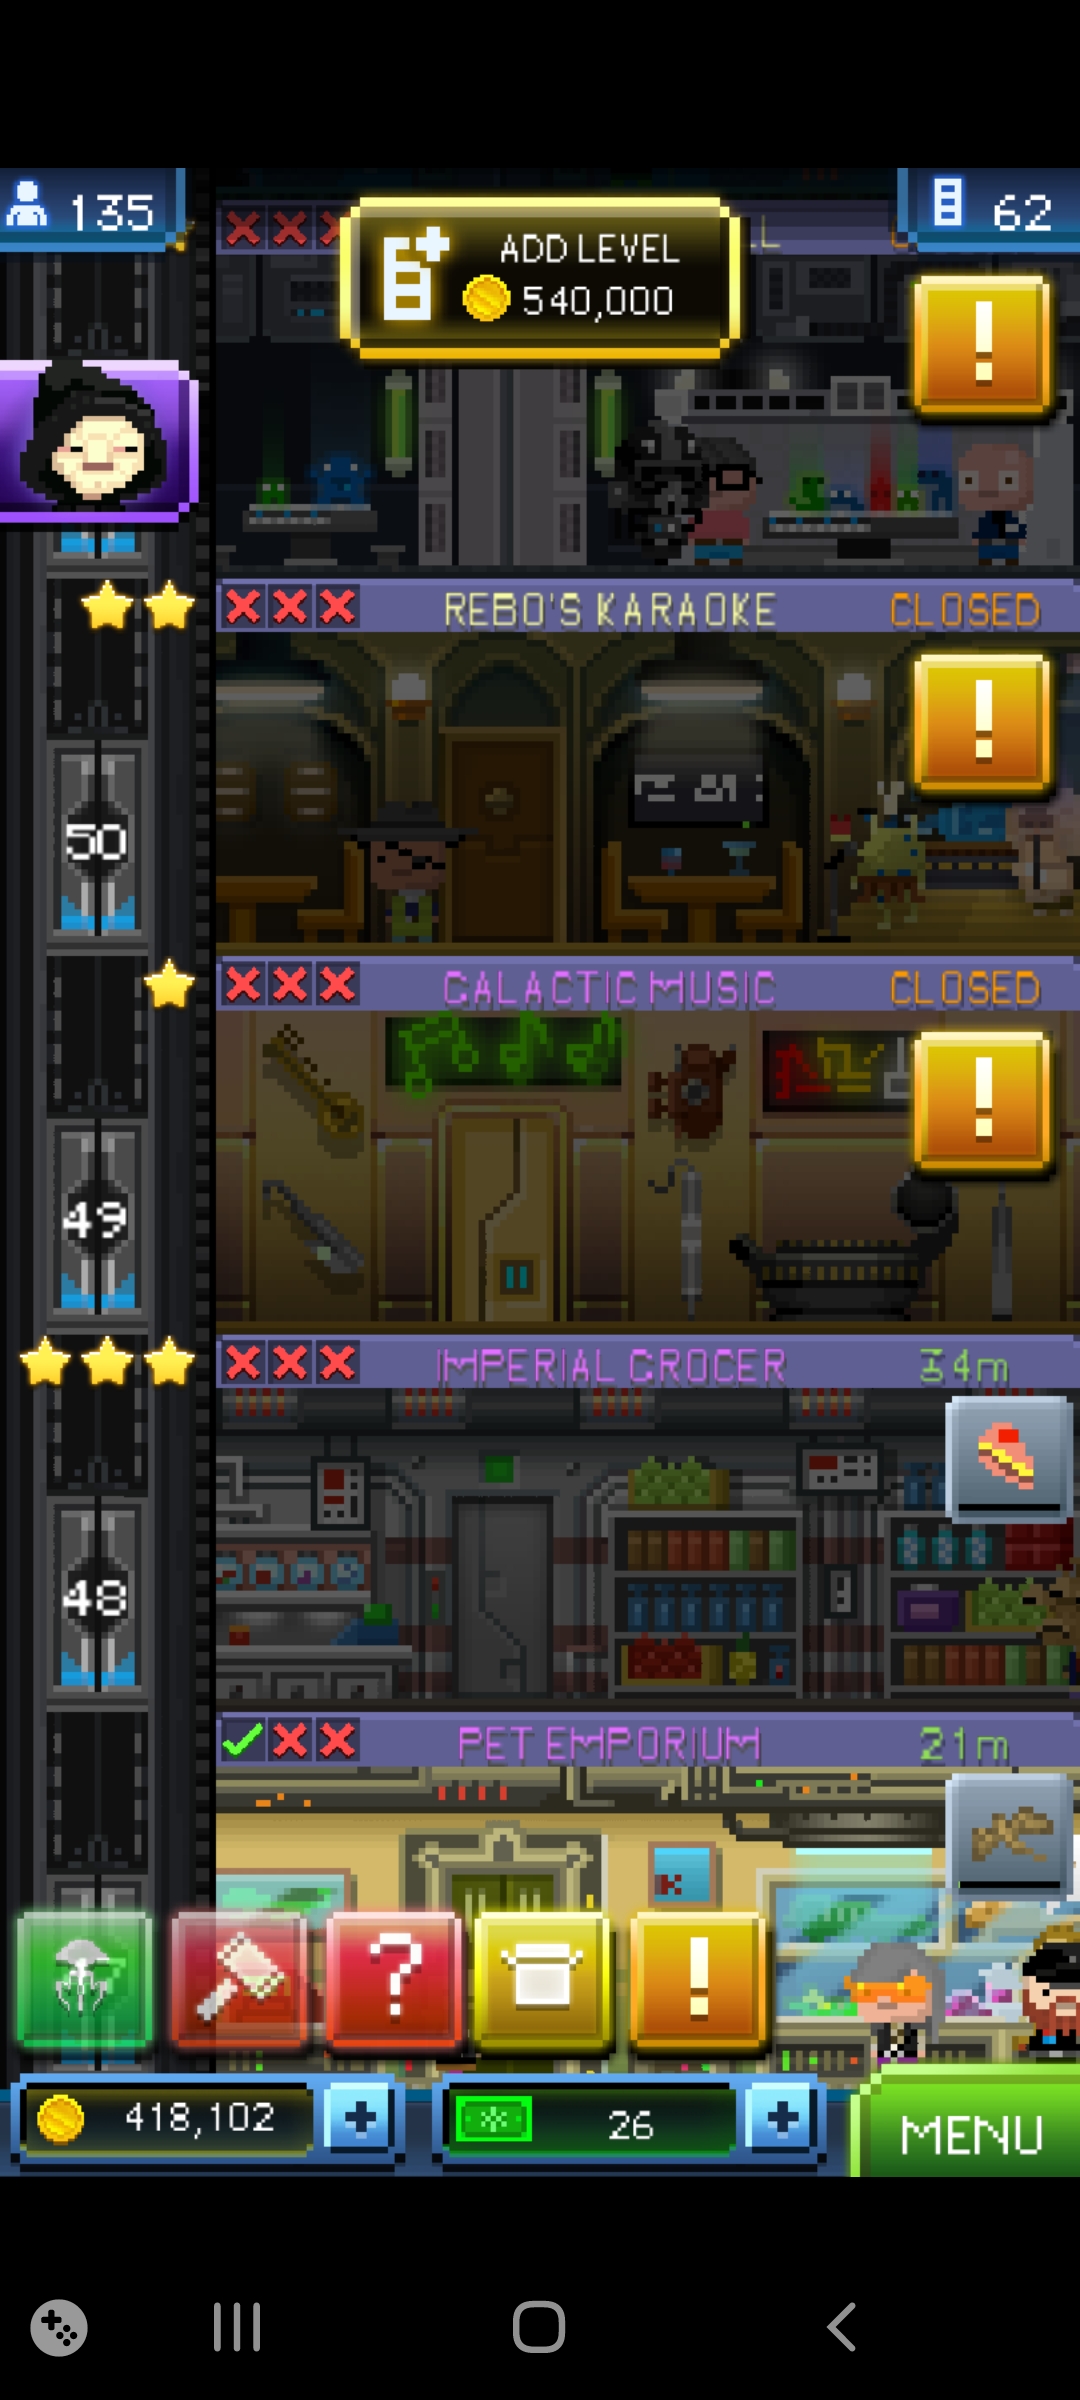 135
62
ADD LEVEL
540,000
REBO'S KARAOKE CLOSED
50
GALACTIC MUSIC CLOSED
49
IMPERIAL GROCER 34m
48
PET EMPORIUM 21m
?
418,102
26
MENU